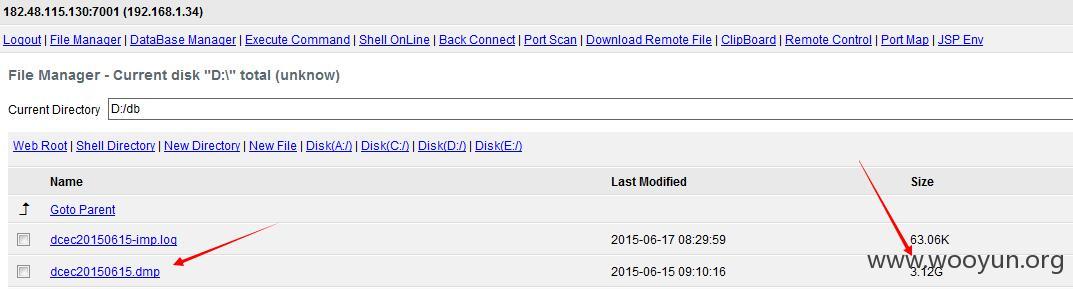 182.48.115.130:7001 (192.168.1.34)
Logout | File Manager | DataBase Manager | Execute Command | Shell OnLine | Back Connect | Port Scan | Download Remote File | ClipBoard | Remote Control | Port Map | JSP Env
File Manager - Current disk "D:\" total (unknow)
Current Directory D:/db
Web Root | Shell Directory | New Directory | New File | Disk(A:/) | Disk(C:/) | Disk(D:/) | Disk(E:/)
Name Last Modified Size
Goto Parent
dcec20150615-imp.log 2015-06-17 08:29:59 63.06K
dcec20150615.dmp 2015-06-15 09:10:16 3.12G
www.wooyun.org